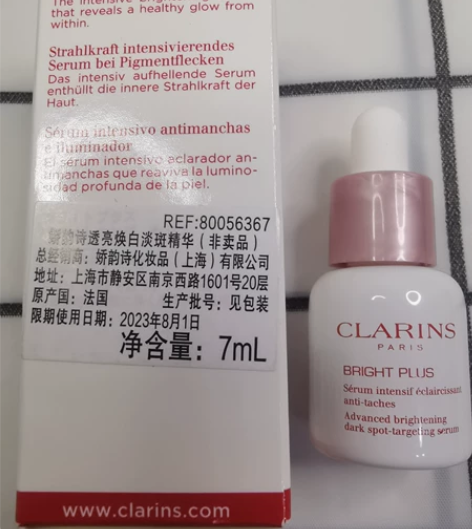 that reveals a healthy glow from
within.
Strahlkraft intensivierendes
Serum bei Pigmentflecken
Das intensiv aufhellende Serum
enthüllt die innere Strahlkraft der
Haut.
Sérum intensivo antimanchas
e iluminador
El sérum intensivo aclarador an-
timanchas que reaviva la lumino-
sidad profunda de la piel.
REF:80056367
娇韵诗透亮焕白淡斑精华（非卖品）
总经销商：娇韵诗化妆品（上海）有限公司
地址：上海市静安区南京西路1601号20层
原产国：法国 生产批号：见包装
限期使用日期：2023年8月1日
净含量：7mL
www.clarins.com
CLARINS
PARIS
BRIGHT PLUS
Sérum intensif éclaircissant
anti-taches
Advanced brightening
dark spot-targeting serum